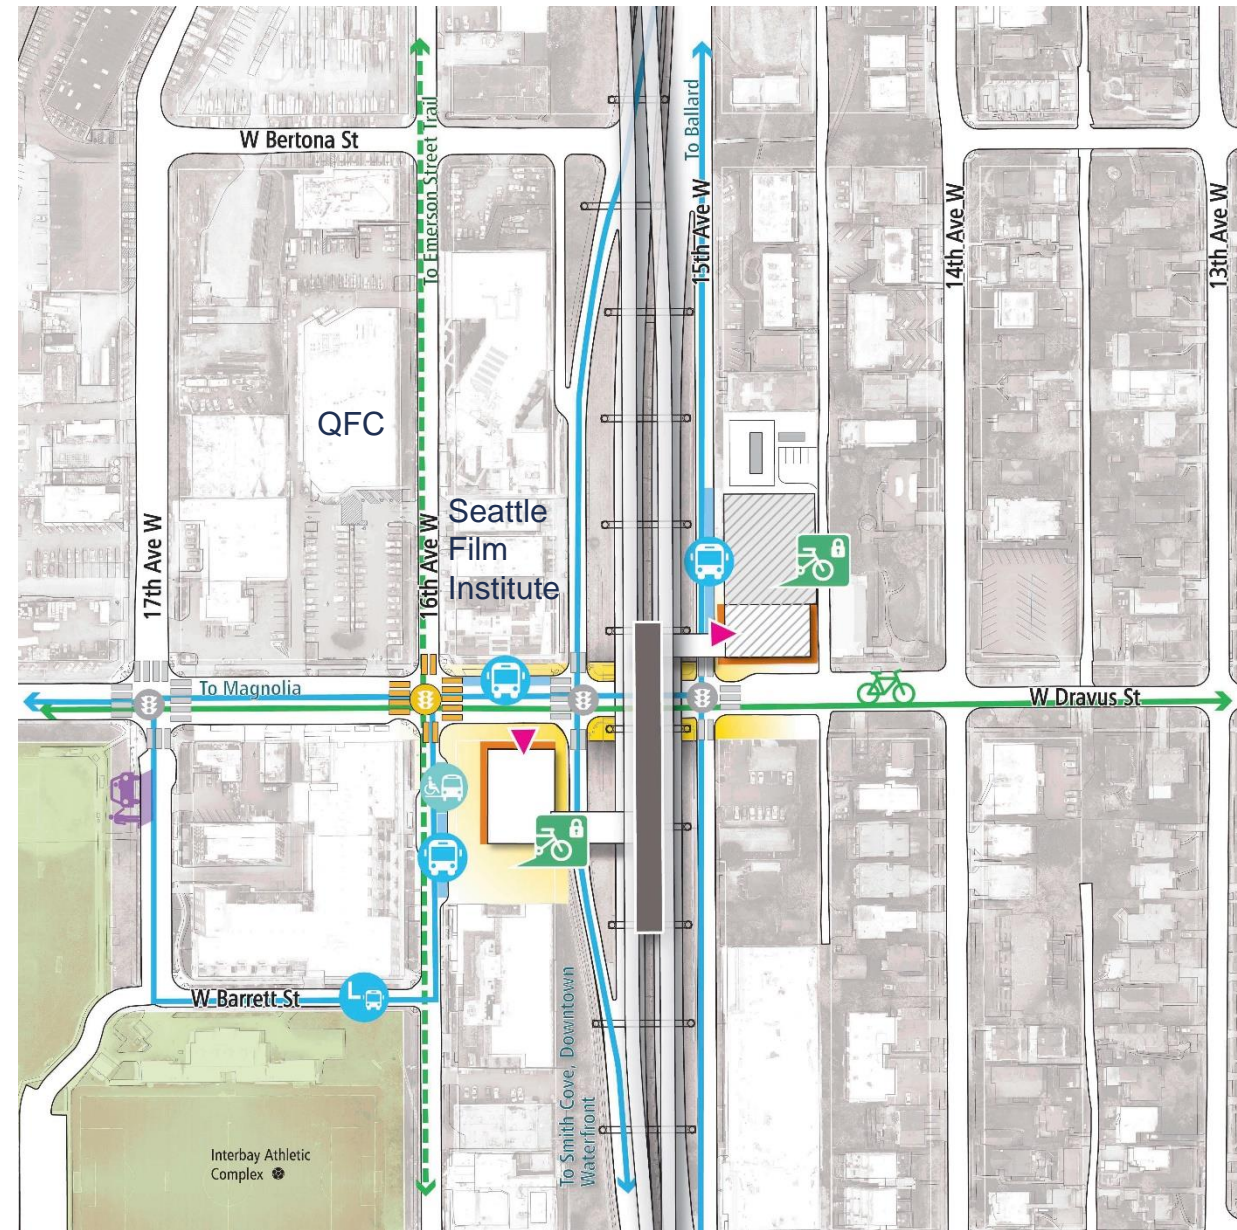 W Bertona St
To Emerson Street Trail
To Ballard
15th Ave W
14th Ave W
13th Ave W
QFC
Seattle
Film
Institute
17th Ave W
16th Ave W
To Magnolia
W Dravus St
W Barrett St
L
To Smith Cove, Downtown
Waterfront
Interbay Athletic
Complex